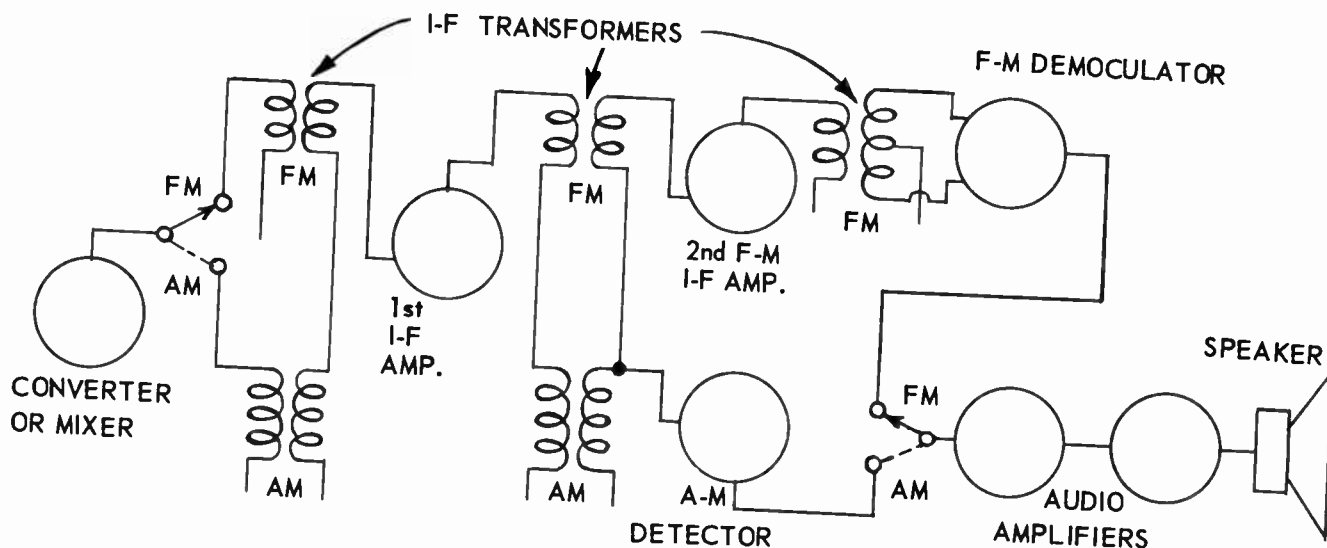 I-F TRANSFORMERS
F-M DEMOCULATOR
FM
FM
FM
FM
AM
2nd F-M
I-F AMP.
1st
I-F
AMP.
CONVERTER
OR MIXER
SPEAKER
FM
AM
AM
AM
A-M
DETECTOR
AUDIO
AMPLIFIERS